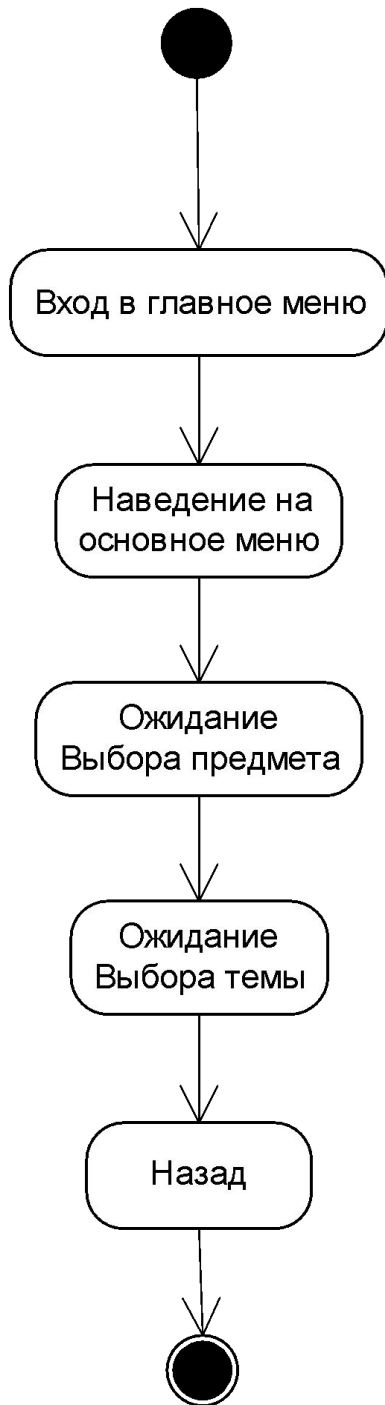 Вход в главное меню
Наведение на
основное меню
Ожидание
Выбора предмета
Ожидание
Выбора темы
Назад